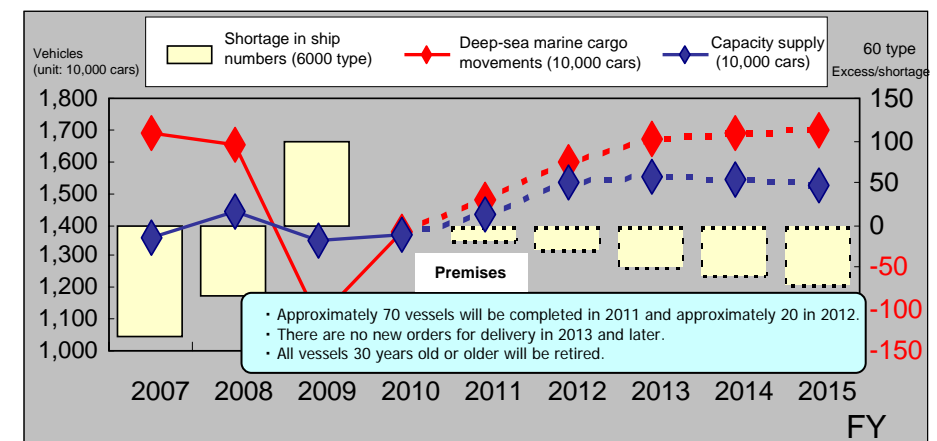 Vehicles
(unit: 10,000 cars)
Shortage in ship
numbers (6000 type)
Deep-sea marine cargo
movements (10,000 cars)
Capacity supply
(10,000 cars)
60 type
Excess/shortage
1,800
1,700
1,600
1,500
1,400
1,300
1,200
1,100
1,000
150
100
50
0
-50
-100
-150
Premises
・Approximately 70 vessels will be completed in 2011 and approximately 20 in 2012.
・There are no new orders for delivery in 2013 and later.
・All vessels 30 years old or older will be retired.
2007 2008 2009 2010 2011 2012 2013 2014 2015
FY